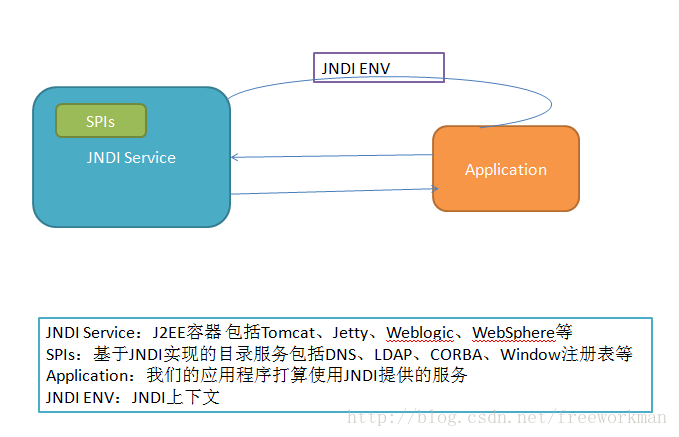 JNDI ENV
SPIs
JNDI Service
Application
JNDI Service：J2EE容器 包括Tomcat、Jetty、Weblogic、WebSphere等
SPIs：基于JNDI实现的目录服务包括DNS、LDAP、CORBA、Window注册表等
Application：我们的应用程序打算使用JNDI提供的服务
JNDI ENV：JNDI上下文
http://blog.csdn.net/freeworkman